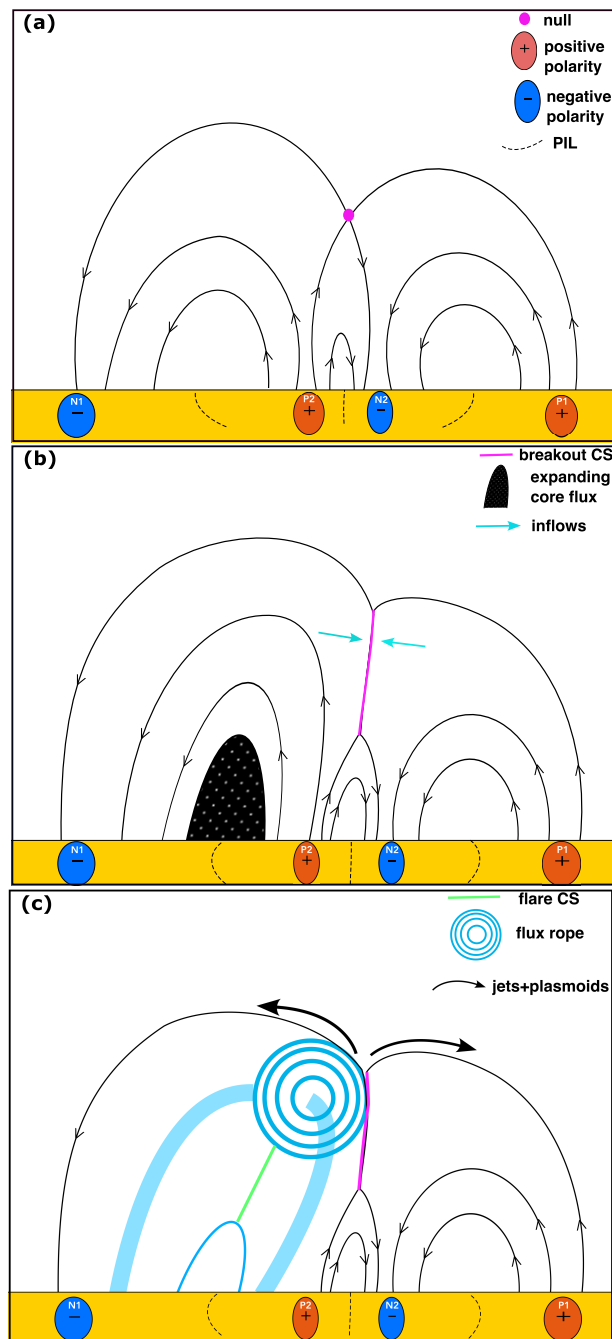 (a)
null
+
positive
polarity
-
negative
polarity
PIL
N1
-
P2
+
N2
-
P1
+
(b)
breakout CS
expanding
core flux
inflows
N1
-
P2
+
N2
-
P1
+
(c)
flare CS
flux rope
jets+plasmoids
N1
-
P2
+
N2
-
P1
+